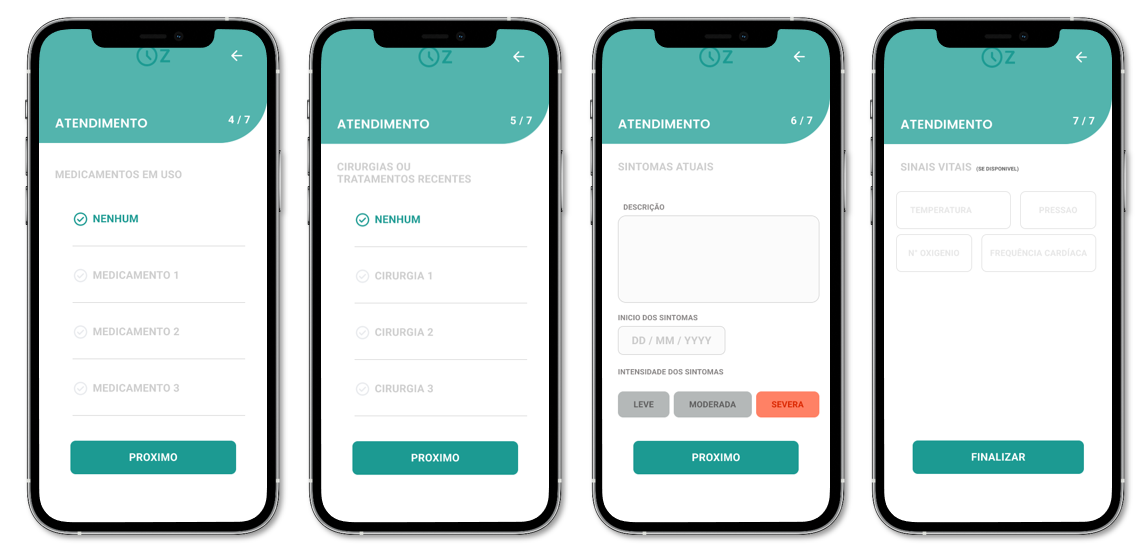 Z
ATENDIMENTO
4 / 7
MEDICAMENTOS EM USO
NENHUM
MEDICAMENTO 1
MEDICAMENTO 2
MEDICAMENTO 3
PROXIMO
Z
ATENDIMENTO
5 / 7
CIRURGIAS OU
TRATAMENTOS RECENTES
NENHUM
CIRURGIA 1
CIRURGIA 2
CIRURGIA 3
PROXIMO
Z
ATENDIMENTO
6 / 7
SINTOMAS ATUAIS
DESCRIÇÃO
INICIO DOS SINTOMAS
DD / MM / YYYY
INTENSIDADE DOS SINTOMAS
LEVE
MODERADA
SEVERA
PROXIMO
Z
ATENDIMENTO
7 / 7
SINAIS VITAIS (SE DISPONIVEL)
TEMPERATURA
PRESSAO
N° OXIGENIO
FREQUÊNCIA CARDÍACA
FINALIZAR